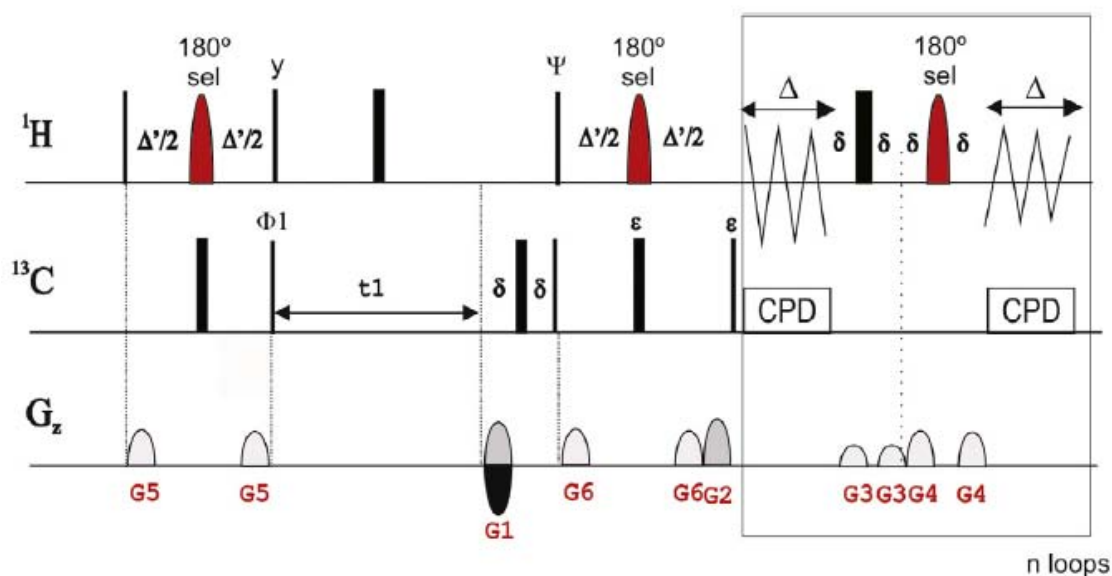 180º 180º 180º
sel y Ψ sel sel
Δ
Δ
¹H Δ'/2 Δ'/2 Δ'/2 Δ'/2 δ δ δ δ
Φ1 ε ε
¹³C t1 δ δ CPD CPD
Gz
G5 G5 G6 G6 G2 G3 G3 G4 G4
G1
n loops